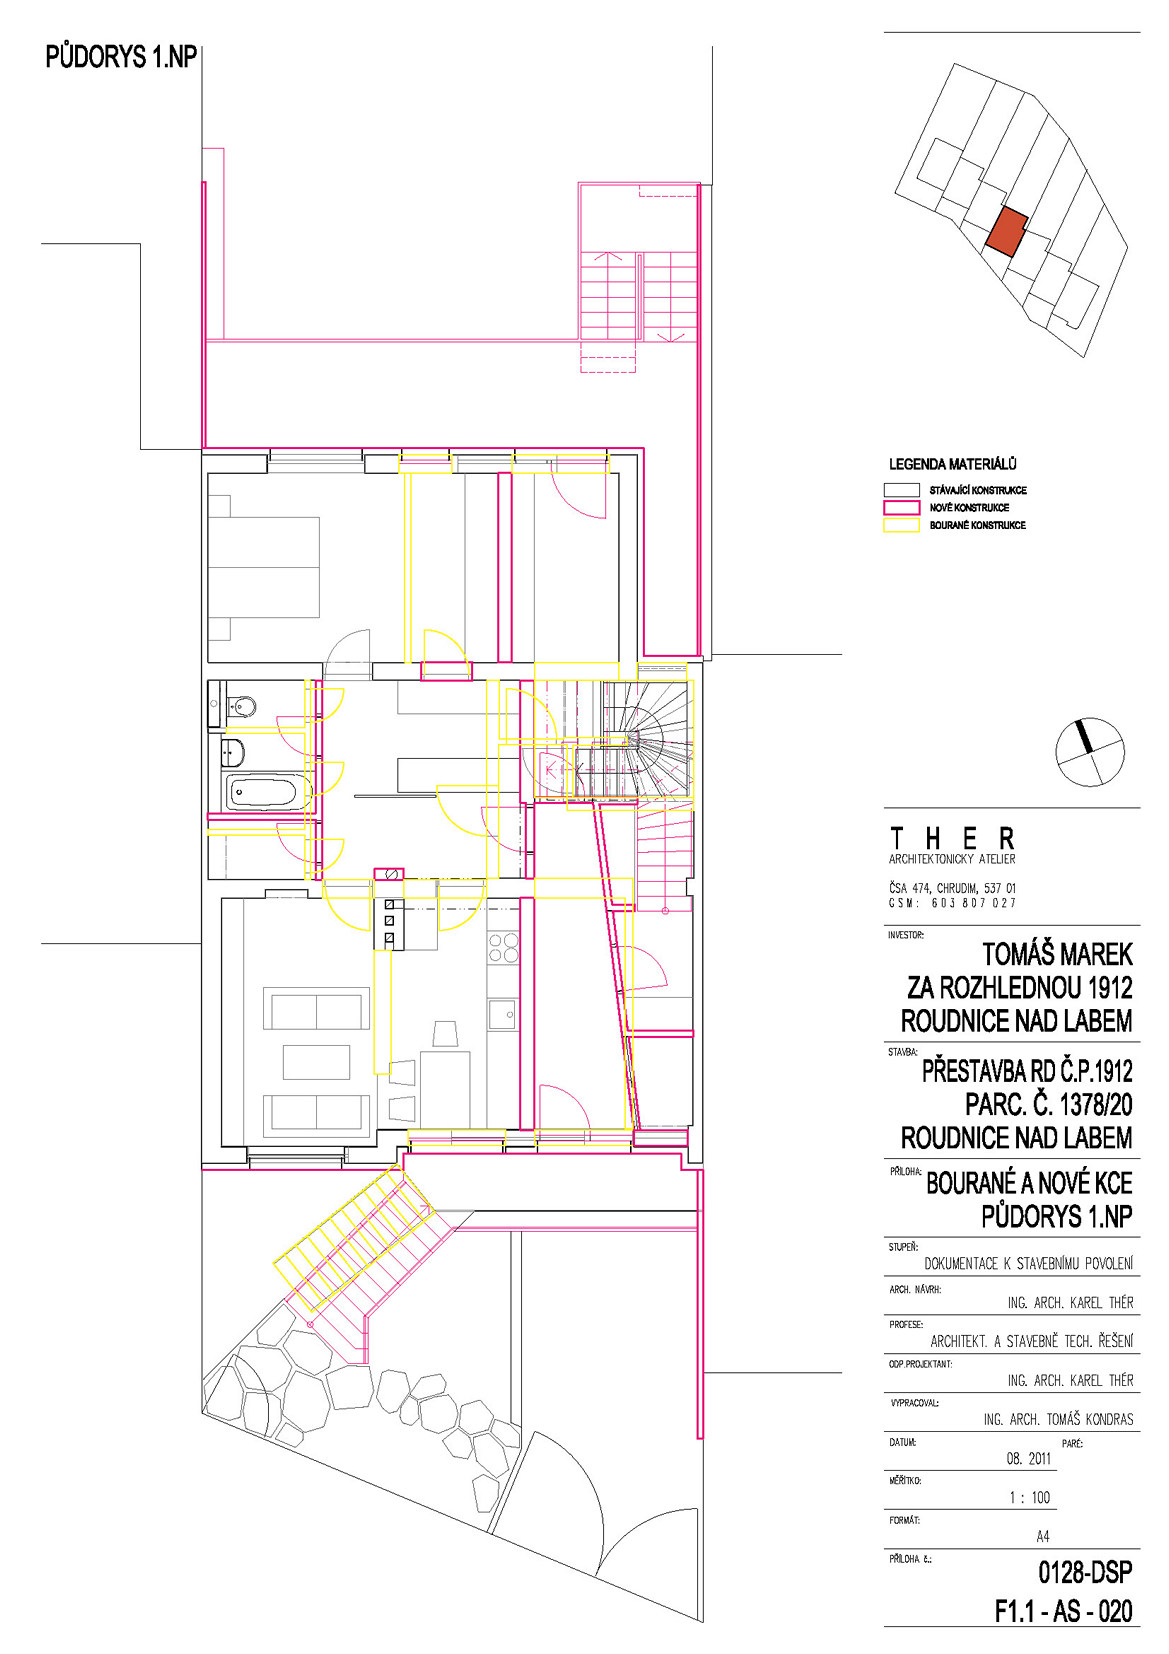 PŮDORYS 1.NP
LEGENDA MATERIÁLŮ
STÁVAJÍCÍ KONSTRUKCE
NOVÉ KONSTRUKCE
BOURANÉ KONSTRUKCE
THER
ARCHITEKTONICKÝ ATELIER
ČSA 474, CHRUDIM, 537 01
GSM: 603 807 027
INVESTOR:
TOMÁŠ MAREK
ZA ROZHLEDNOU 1912
ROUDNICE NAD LABEM
STAVBA:
PŘESTAVBA RD Č.P.1912
PARC. Č. 1378/20
ROUDNICE NAD LABEM
PŘÍLOHA:
BOURANÉ A NOVÉ KCE
PŮDORYS 1.NP
STUPEŇ:
DOKUMENTACE K STAVEBNÍMU POVOLENÍ
ARCH. NÁVRH:
ING. ARCH. KAREL THÉR
PROFESE:
ARCHITEKT. A STAVEBNĚ TECH. ŘEŠENÍ
ODP.PROJEKTANT:
ING. ARCH. KAREL THÉR
VYPRACOVAL:
ING. ARCH. TOMÁŠ KONDRAS
DATUM:
PARÉ:
08. 2011
MĚŘÍTKO:
1 : 100
FORMÁT:
A4
PŘÍLOHA č.:
0128-DSP
F1.1 - AS - 020